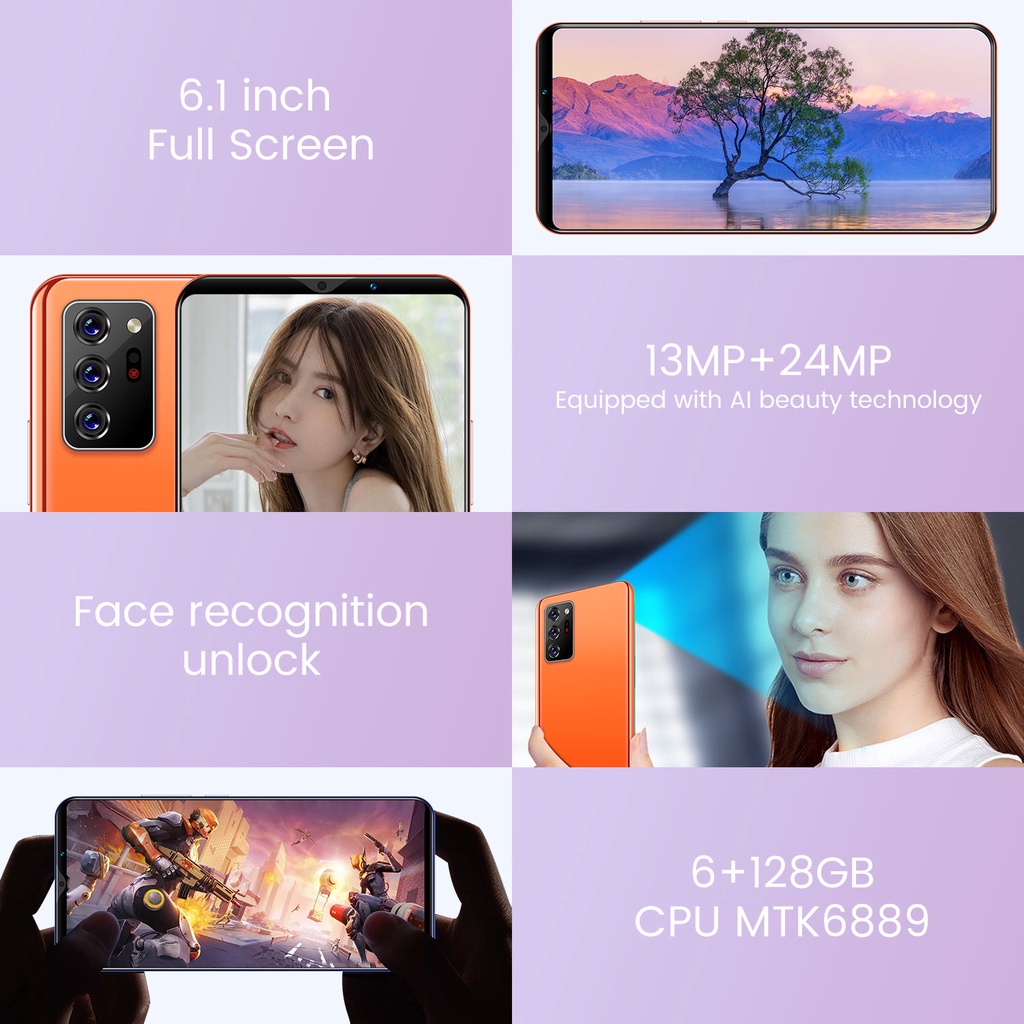 6.1 inch
Full Screen
13MP+24MP
Equipped with AI beauty technology
Face recognition
unlock
6+128GB
CPU MTK6889